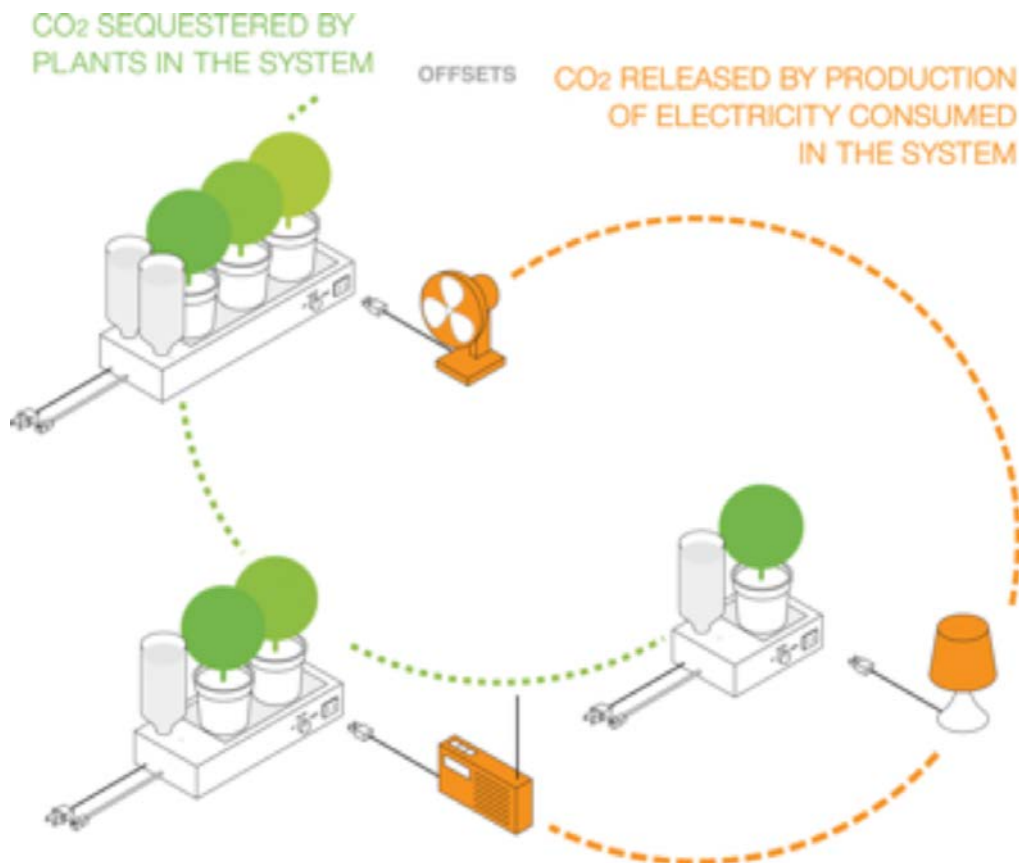 CO2 SEQUESTERED BY
PLANTS IN THE SYSTEM
OFFSETS
CO2 RELEASED BY PRODUCTION
OF ELECTRICITY CONSUMED
IN THE SYSTEM